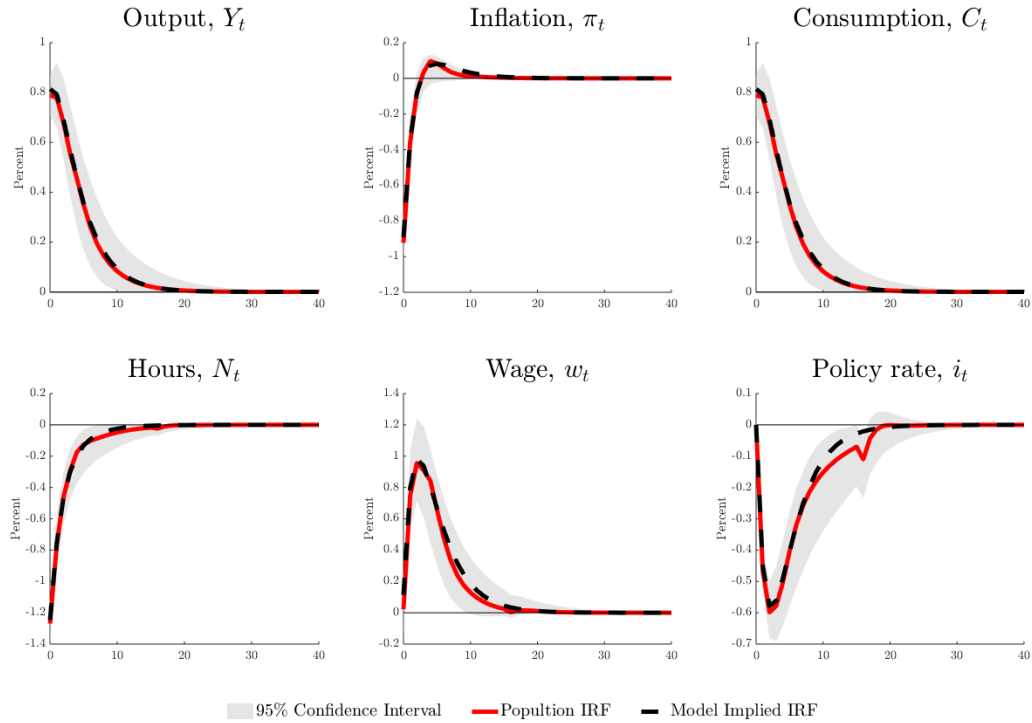 Output, Y_t
Inflation, π_t
Consumption, C_t
Percent
1
0.8
0.6
0.4
0.2
0
0 10 20 30 40
Percent
0.2
0
-0.2
-0.4
-0.6
-0.8
-1
-1.2
0 10 20 30 40
Percent
1
0.8
0.6
0.4
0.2
0
0 10 20 30 40
Hours, N_t
Wage, w_t
Policy rate, i_t
Percent
0.2
0
-0.2
-0.4
-0.6
-0.8
-1
-1.2
-1.4
0 10 20 30 40
Percent
1.4
1.2
1
0.8
0.6
0.4
0.2
0
-0.2
0 10 20 30 40
Percent
0.1
0
-0.1
-0.2
-0.3
-0.4
-0.5
-0.6
-0.7
0 10 20 30 40
95% Confidence Interval
Popultion IRF
Model Implied IRF